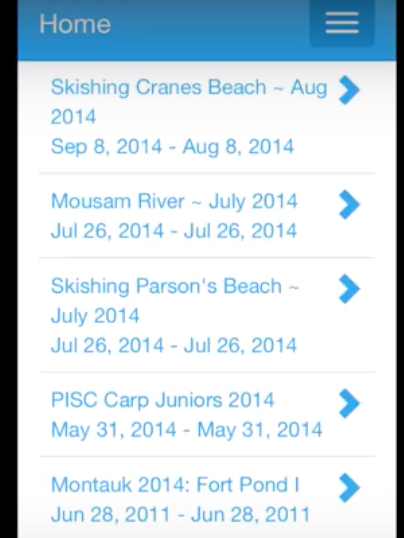 Home
Skishing Cranes Beach ~ Aug
2014
Sep 8, 2014 - Aug 8, 2014
Mousam River ~ July 2014
Jul 26, 2014 - Jul 26, 2014
Skishing Parson's Beach ~
July 2014
Jul 26, 2014 - Jul 26, 2014
PISC Carp Juniors 2014
May 31, 2014 - May 31, 2014
Montauk 2014: Fort Pond I
Jun 28, 2011 - Jun 28, 2011